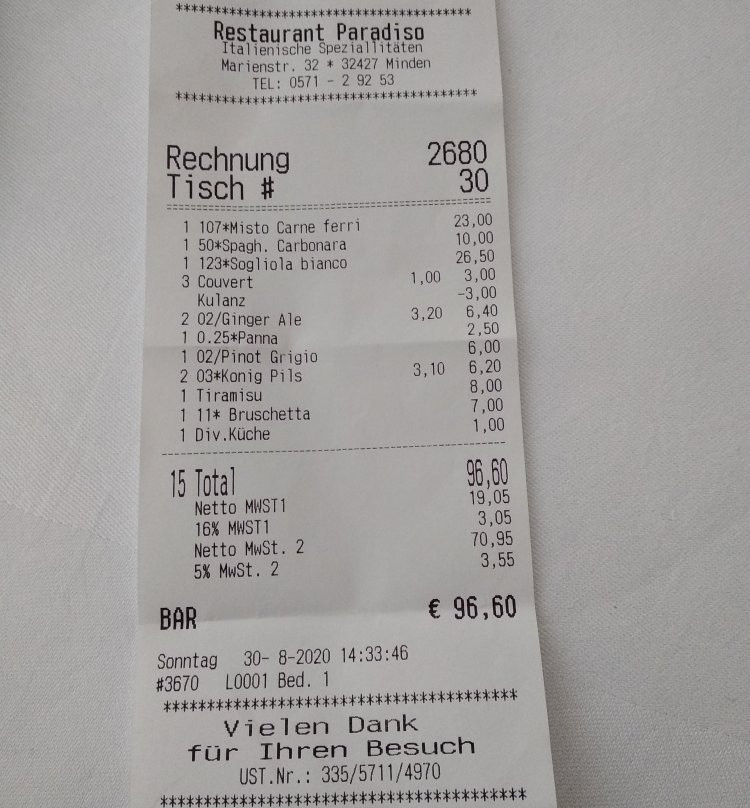 ****************************************
Restaurant Paradiso
Italienische Speziallitäten
Marienstr. 32 * 32427 Minden
TEL: 0571 - 2 92 53
****************************************
Rechnung 2680
Tisch # 30
1 107*Misto Carne ferri 23,00
1 50*Spagh. Carbonara 10,00
1 123*Sogliola bianco 26,50
3 Couvert 1,00 3,00
Kulanz -3,00
2 02/Ginger Ale 3,20 6,40
1 0.25*Panna 2,50
1 02/Pinot Grigio 6,00
2 03*Konig Pils 3,10 6,20
1 Tiramisu 8,00
1 11* Bruschetta 7,00
1 Div.Küche 1,00
15 Total 96,60
Netto MWST1 19,05
16% MWST1 3,05
Netto MwSt. 2 70,95
5% MwSt. 2 3,55
BAR € 96,60
Sonntag 30- 8-2020 14:33:46
#3670 L0001 Bed. 1
****************************************
Vielen Dank
für Ihren Besuch
UST.Nr.: 335/5711/4970
****************************************